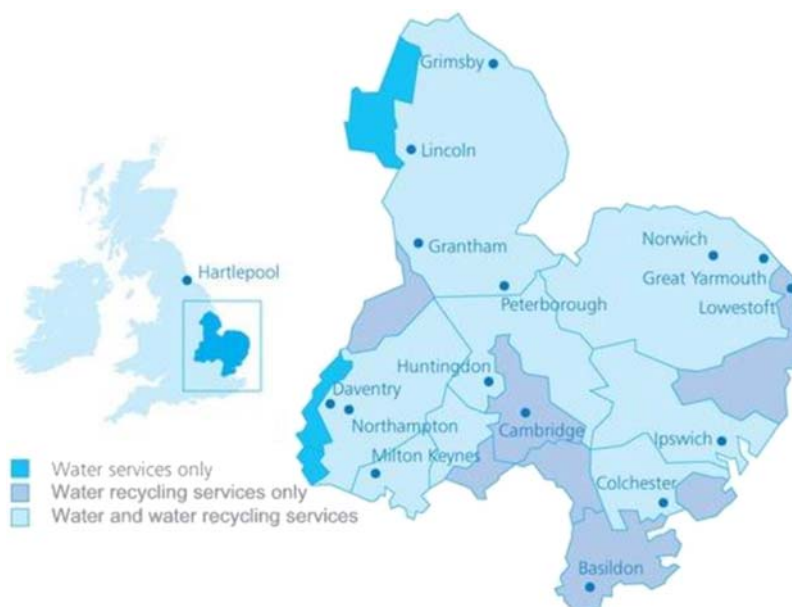 Grimsby
Lincoln
Hartlepool
Grantham
Norwich
Great Yarmouth
Peterborough
Lowestoft
Huntingdon
Daventry
Northampton
Cambridge
Ipswich
Milton Keynes
Water services only
Colchester
Water recycling services only
Water and water recycling services
Basildon